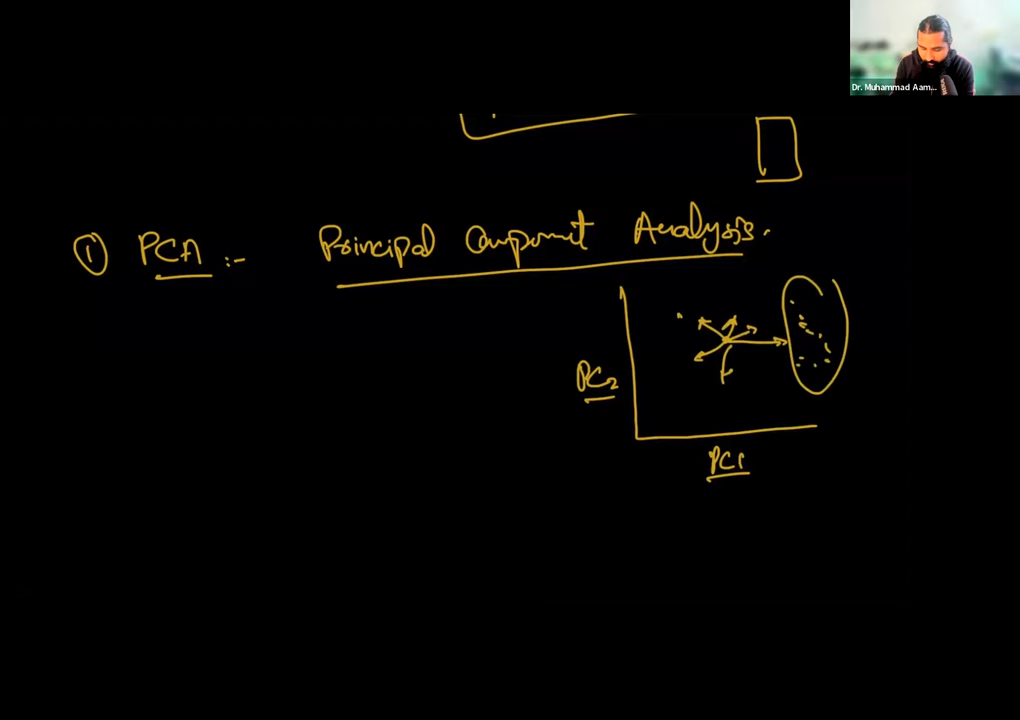 Dr. Muhammad Aam...
① PCA :- Principal Component Analysis.
PC2
PC1